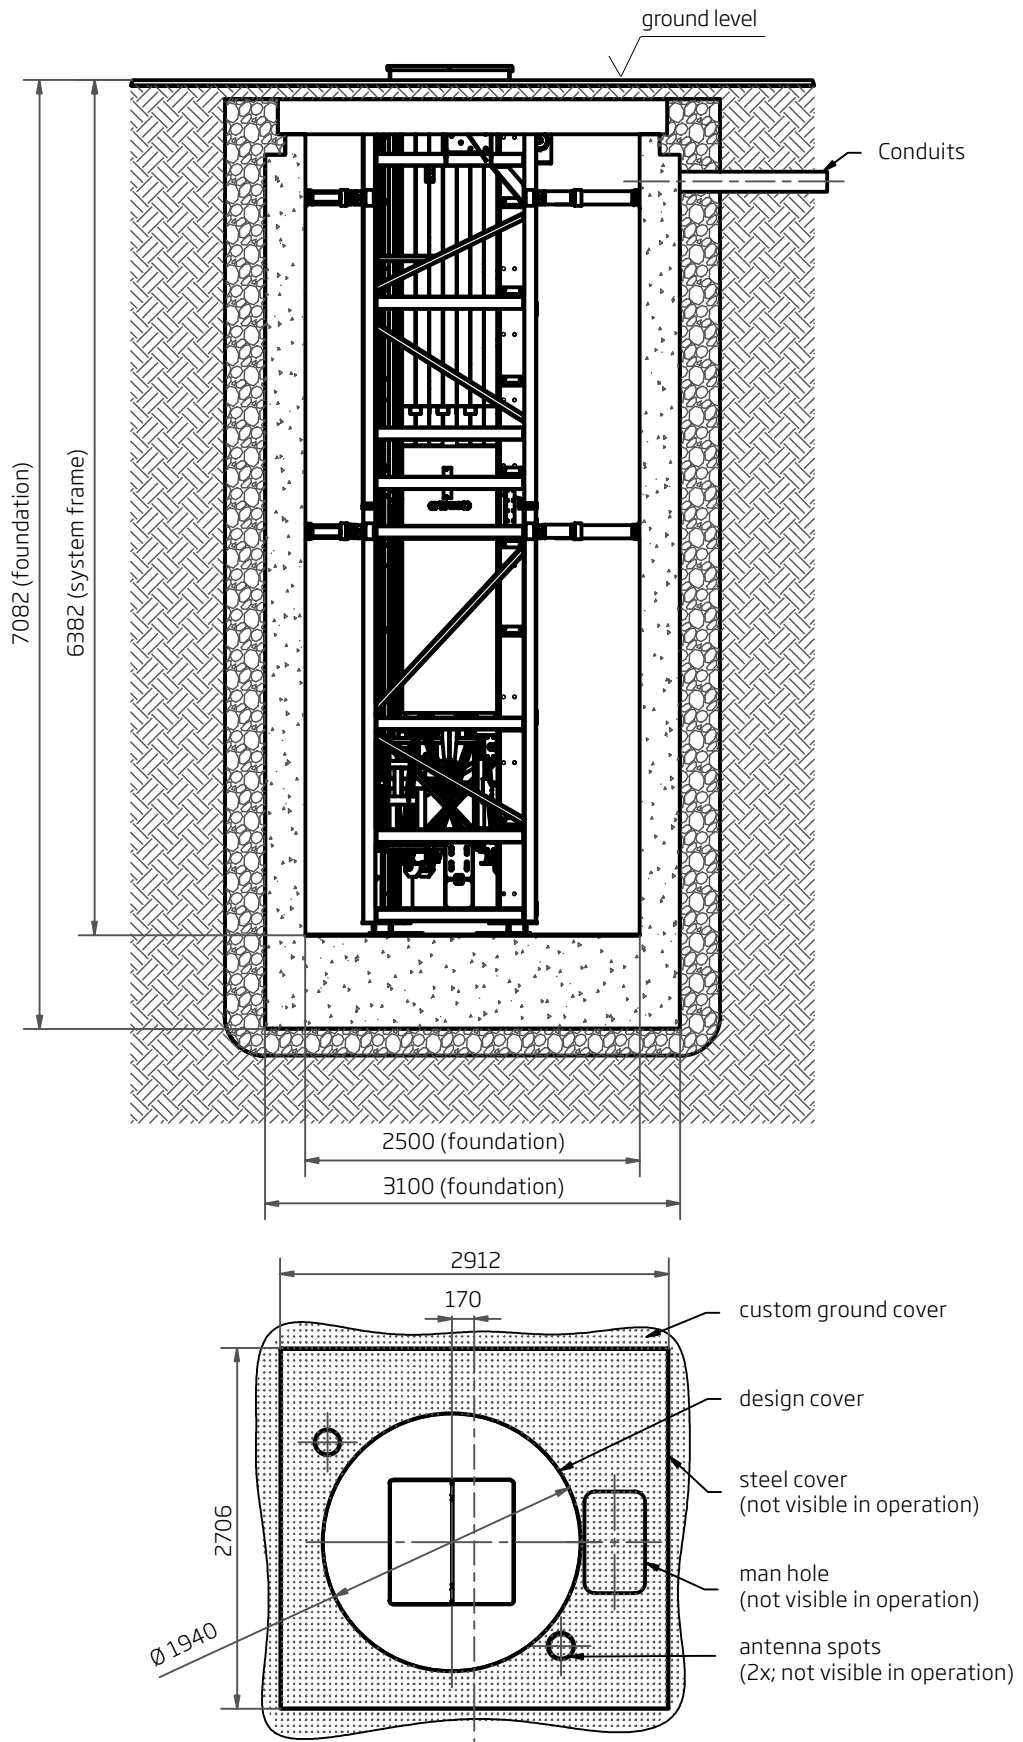 ground level
Conduits
7082 (foundation)
6382 (system frame)
2500 (foundation)
3100 (foundation)
2912
170
custom ground cover
design cover
steel cover
(not visible in operation)
2706
man hole
(not visible in operation)
Ø 1940
antenna spots
(2x; not visible in operation)